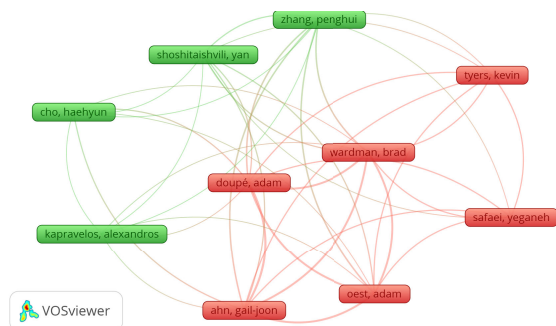 zhang, penghui
shoshitaishvili, yan
tyers, kevin
cho, haehyun
wardman, brad
doupé, adam
safaei, yeganeh
kapravelos, alexandros
oest, adam
ahn, gail-joon
VOSviewer